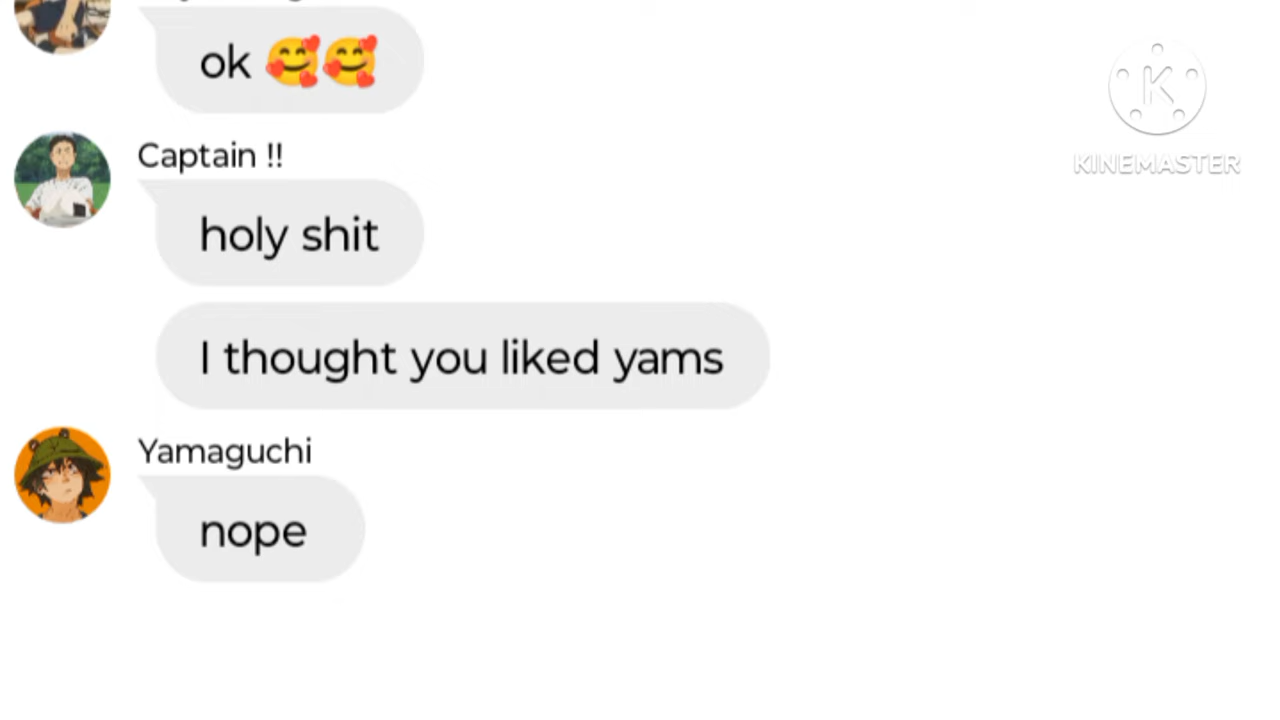 ok 🥰🥰
Captain !!
holy shit
I thought you liked yams
Yamaguchi
nope
K
KINEMASTER